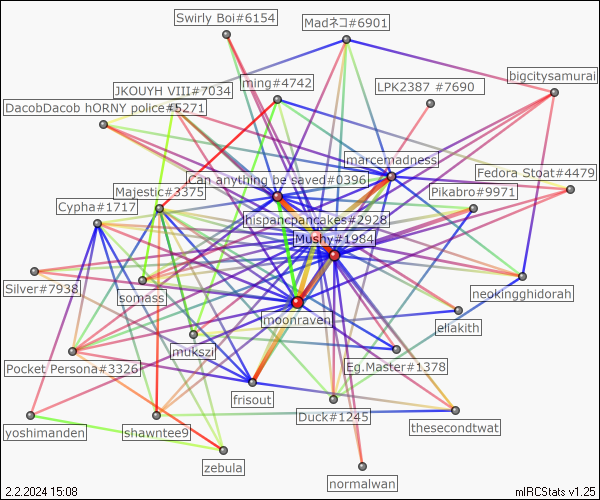 Swirly Boi#6154
Madネコ#6901
bigcitysamurai
JKOUYH VIII#7034
ming#4742
LPK2387 #7690
DacobDacob hORNY police#5271
marcemadness
Fedora Stoat#4479
Can anything be saved#0396
Majestic#3375
Pikabro#9971
Cypha#1717
hispancpancakes#2928
Mushy#1984
Silver#7938
somass
neokingghidorah
moonraven
eliakith
mukszi
Pocket Persona#3326
Eg.Master#1378
frisout
Duck#1245
thesecondtwat
yoshimanden
shawntee9
zebula
normalwan
2.2.2024 15:08
mIRCStats v1.25